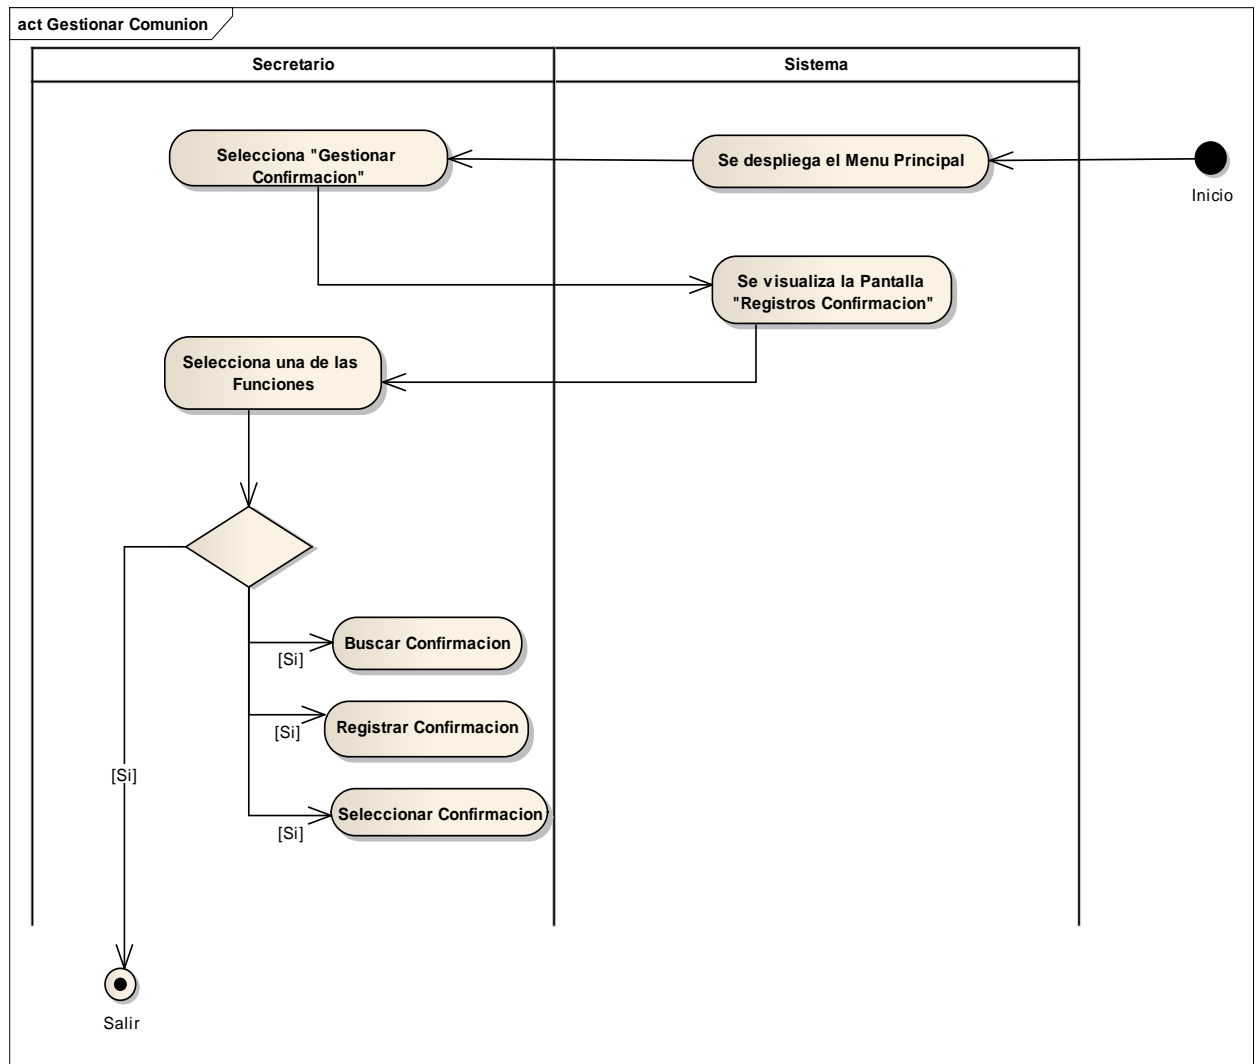 act Gestionar Comunion
Secretario
Sistema
Selecciona "Gestionar
Confirmacion"
Se despliega el Menu Principal
Inicio
Se visualiza la Pantalla
"Registros Confirmacion"
Selecciona una de las
Funciones
Buscar Confirmacion
[Si]
Registrar Confirmacion
[Si]
[Si]
Seleccionar Confirmacion
[Si]
Salir